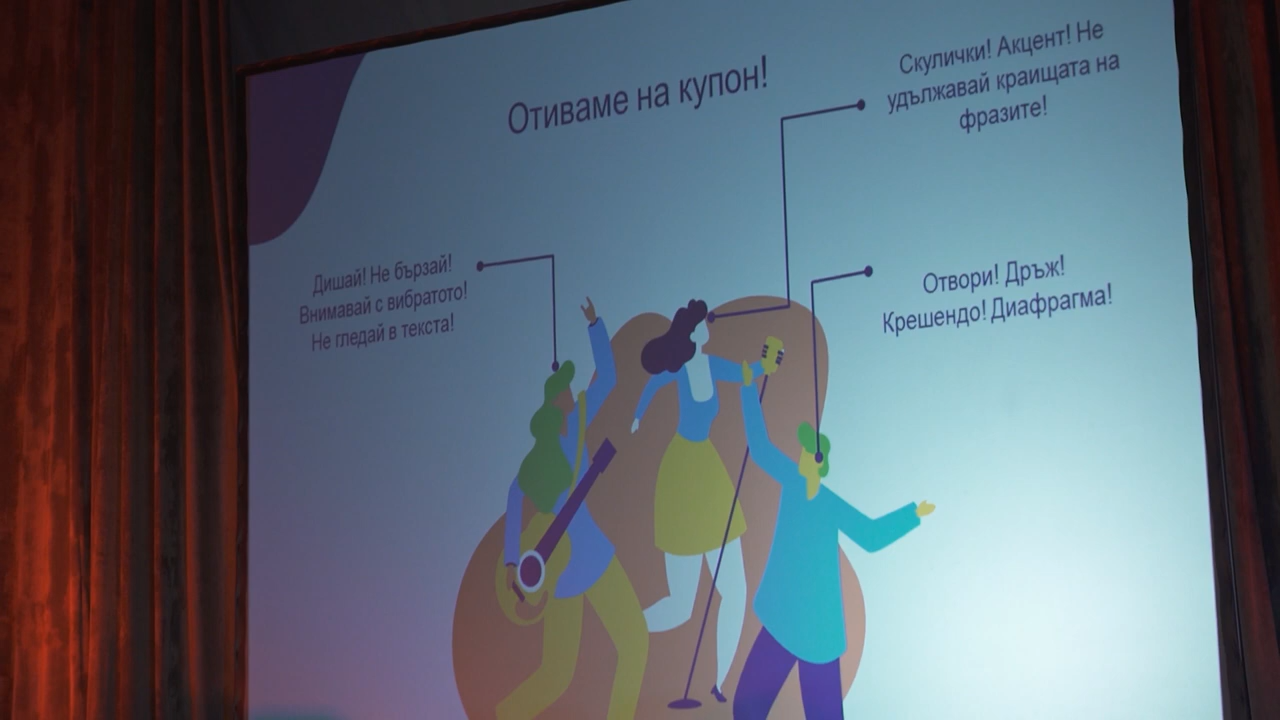 Отиваме на купон!
Скулички! Акцент! Не
удължавай краищата на
фразите!
Дишай! Не бързай!
Внимавай с вибратото!
Не гледай в текста!
Отвори! Дръж!
Крешендо! Диафрагма!